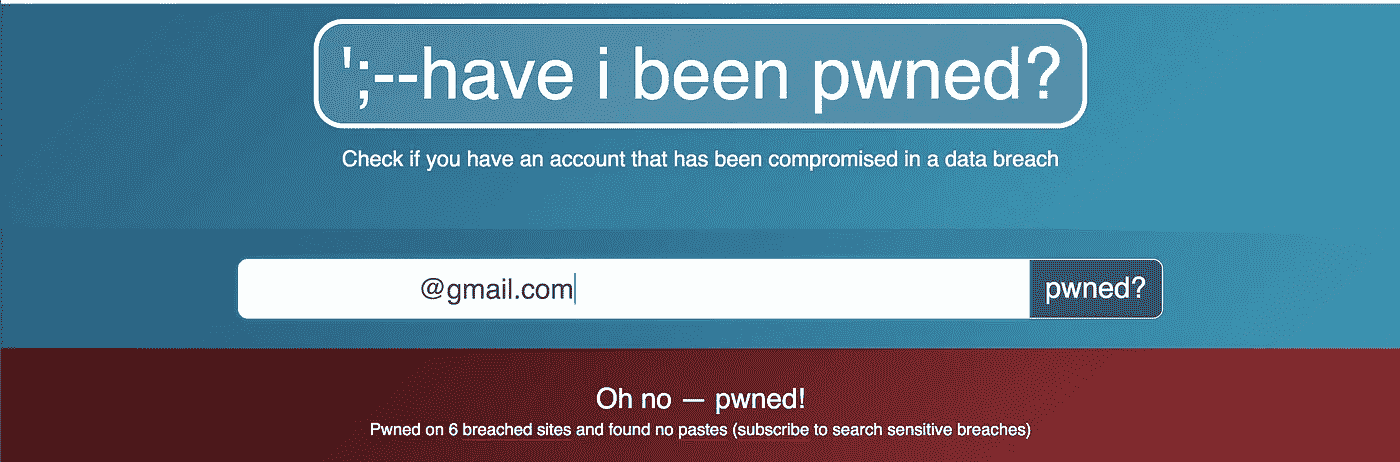 ';--have i been pwned?
Check if you have an account that has been compromised in a data breach
@gmail.com
pwned?
Oh no — pwned!
Pwned on 6 breached sites and found no pastes (subscribe to search sensitive breaches)